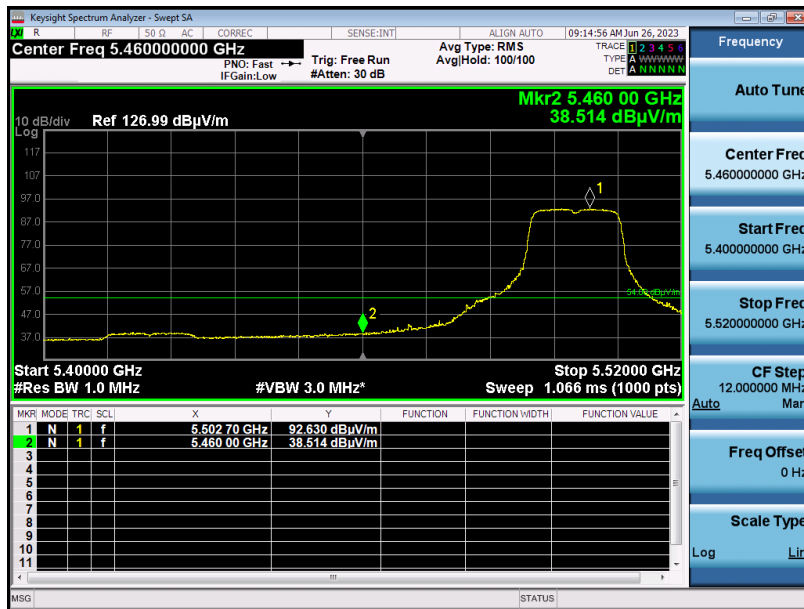 Keysight Spectrum Analyzer - Swept SA
LXI R RF 50 Ω AC CORREC SENSE:INT ALIGN AUTO 09:14:56 AM Jun 26, 2023
Center Freq 5.460000000 GHz
PNO: Fast
IFGain:Low
Trig: Free Run
#Atten: 30 dB
Avg Type: RMS
Avg|Hold: 100/100
TRACE 1 2 3 4 5 6
TYPE A W W W W W
DET A N N N N N
Mkr2 5.460 00 GHz
38.514 dBµV/m
10 dB/div Ref 126.99 dBµV/m
Log
117
107
97.0
87.0
77.0
67.0
57.0
47.0
37.0
1
2
Start 5.40000 GHz Stop 5.52000 GHz
#Res BW 1.0 MHz #VBW 3.0 MHz* Sweep 1.066 ms (1000 pts)
MKR MODE TRC SCL X Y FUNCTION FUNCTION WIDTH FUNCTION VALUE
1 N 1 f 5.502 70 GHz 92.630 dBµV/m
2 N 1 f 5.460 00 GHz 38.514 dBµV/m
3
4
5
6
7
8
9
10
11
MSG STATUS
Frequency
Auto Tune
Center Freq
5.460000000 GHz
Start Freq
5.400000000 GHz
Stop Freq
5.520000000 GHz
CF Step
12.000000 MHz
Auto Man
Freq Offset
0 Hz
Scale Type
Log Lin